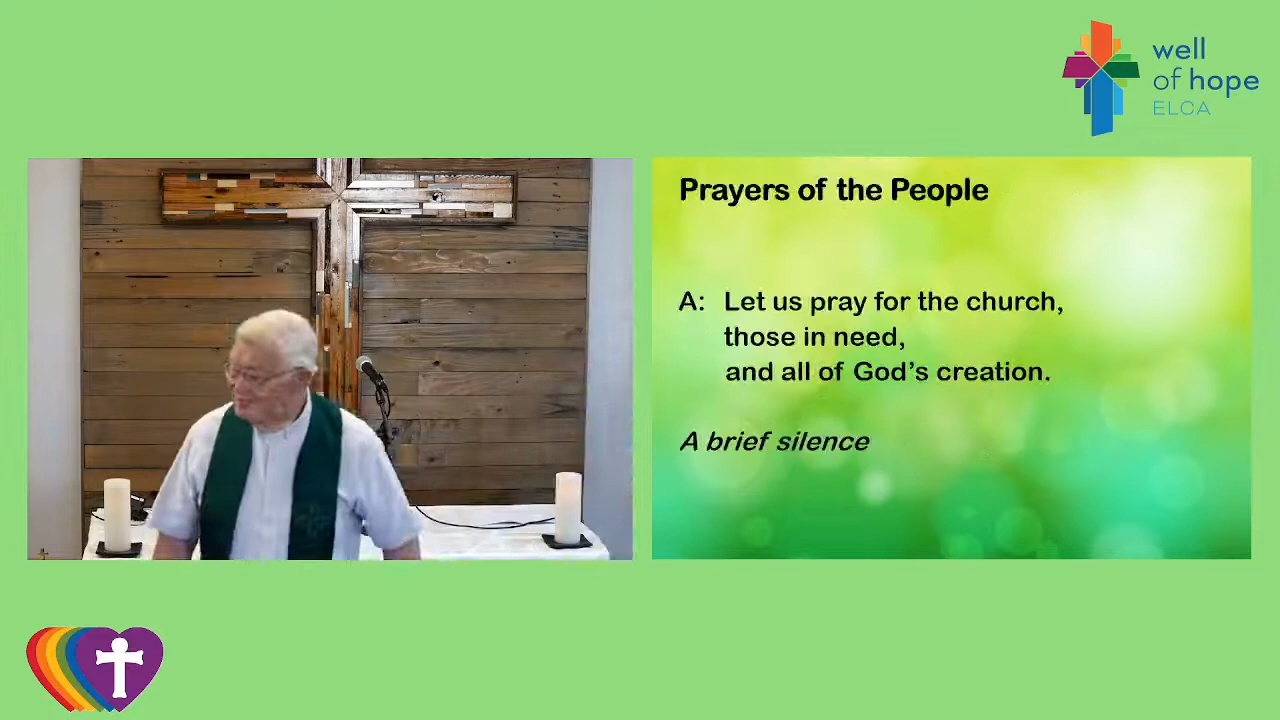 well
of hope
ELCA
Prayers of the People
A: Let us pray for the church,
those in need,
and all of God’s creation.
A brief silence